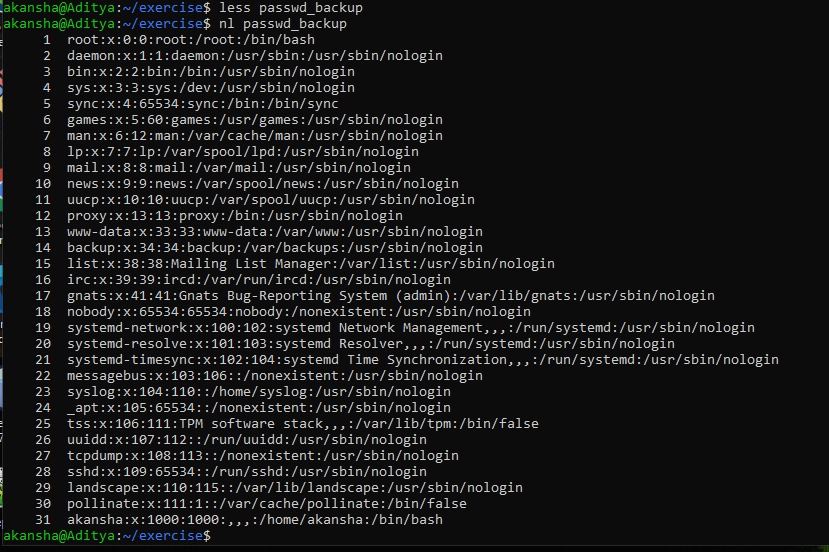 akansha@Aditya:~/exercise$ less passwd_backup
akansha@Aditya:~/exercise$ nl passwd_backup
1 root:x:0:0:root:/root:/bin/bash
2 daemon:x:1:1:daemon:/usr/sbin:/usr/sbin/nologin
3 bin:x:2:2:bin:/bin:/usr/sbin/nologin
4 sys:x:3:3:sys:/dev:/usr/sbin/nologin
5 sync:x:4:65534:sync:/bin:/bin/sync
6 games:x:5:60:games:/usr/games:/usr/sbin/nologin
7 man:x:6:12:man:/var/cache/man:/usr/sbin/nologin
8 lp:x:7:7:lp:/var/spool/lpd:/usr/sbin/nologin
9 mail:x:8:8:mail:/var/mail:/usr/sbin/nologin
10 news:x:9:9:news:/var/spool/news:/usr/sbin/nologin
11 uucp:x:10:10:uucp:/var/spool/uucp:/usr/sbin/nologin
12 proxy:x:13:13:proxy:/bin:/usr/sbin/nologin
13 www-data:x:33:33:www-data:/var/www:/usr/sbin/nologin
14 backup:x:34:34:backup:/var/backups:/usr/sbin/nologin
15 list:x:38:38:Mailing List Manager:/var/list:/usr/sbin/nologin
16 irc:x:39:39:ircd:/var/run/ircd:/usr/sbin/nologin
17 gnats:x:41:41:Gnats Bug-Reporting System (admin):/var/lib/gnats:/usr/sbin/nologin
18 nobody:x:65534:65534:nobody:/nonexistent:/usr/sbin/nologin
19 systemd-network:x:100:102:systemd Network Management,,,:/run/systemd:/usr/sbin/nologin
20 systemd-resolve:x:101:103:systemd Resolver,,,:/run/systemd:/usr/sbin/nologin
21 systemd-timesync:x:102:104:systemd Time Synchronization,,,:/run/systemd:/usr/sbin/nologin
22 messagebus:x:103:106::/nonexistent:/usr/sbin/nologin
23 syslog:x:104:110::/home/syslog:/usr/sbin/nologin
24 _apt:x:105:65534::/nonexistent:/usr/sbin/nologin
25 tss:x:106:111:TPM software stack,,,:/var/lib/tpm:/bin/false
26 uuidd:x:107:112::/run/uuidd:/usr/sbin/nologin
27 tcpdump:x:108:113::/nonexistent:/usr/sbin/nologin
28 sshd:x:109:65534::/run/sshd:/usr/sbin/nologin
29 landscape:x:110:115::/var/lib/landscape:/usr/sbin/nologin
30 pollinate:x:111:1::/var/cache/pollinate:/bin/false
31 akansha:x:1000:1000:,,,:/home/akansha:/bin/bash
akansha@Aditya:~/exercise$